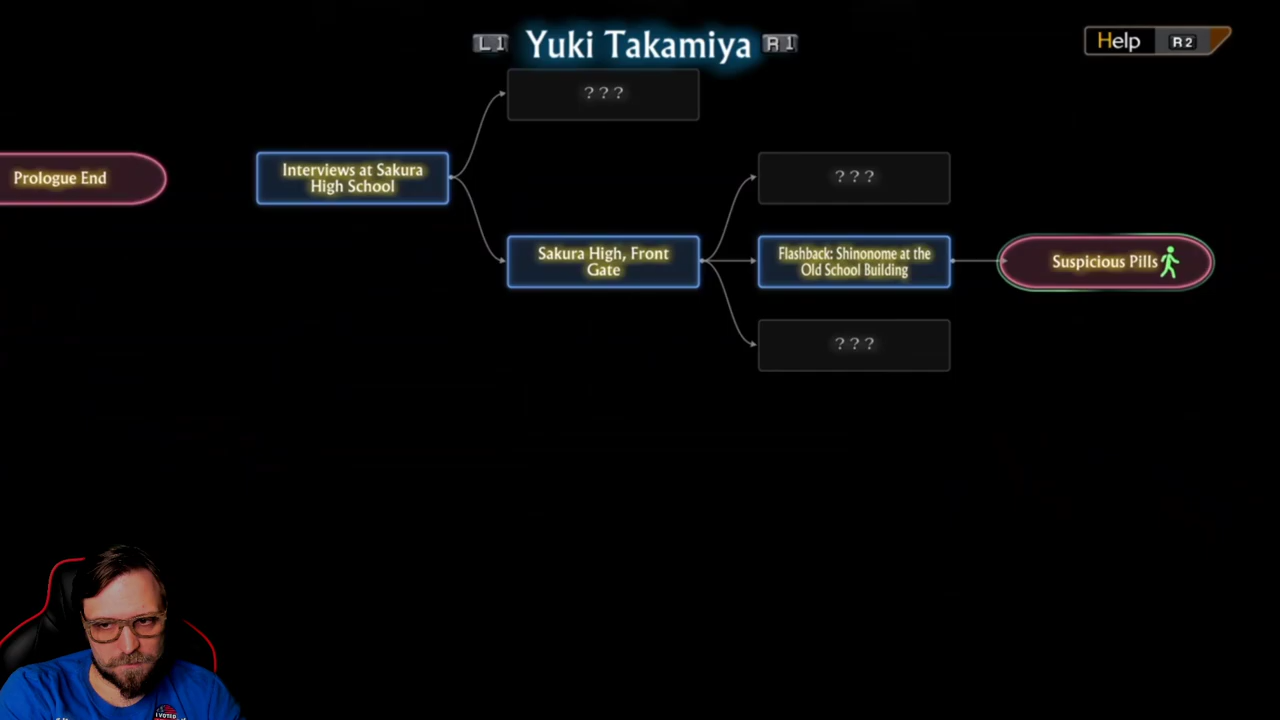 L1 Yuki Takamiya R1
Help R2
???
Prologue End
Interviews at Sakura
High School
???
Sakura High, Front
Gate
Flashback: Shinonome at the
Old School Building
Suspicious Pills
???
I VOTED